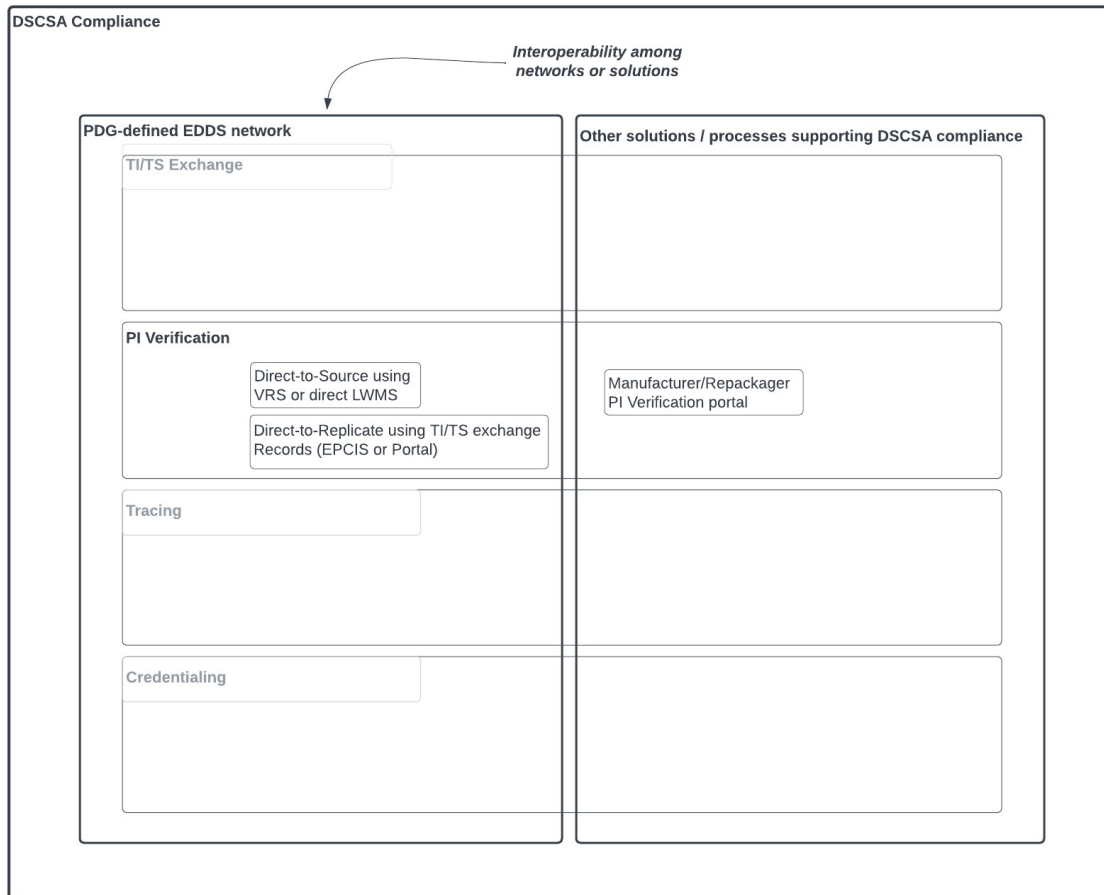 DSCSA Compliance
Interoperability among
networks or solutions
PDG-defined EDDS network
Other solutions / processes supporting DSCSA compliance
TI/TS Exchange
PI Verification
Direct-to-Source using
VRS or direct LWMS
Manufacturer/Repackager
PI Verification portal
Direct-to-Replicate using TI/TS exchange
Records (EPCIS or Portal)
Tracing
Credentialing